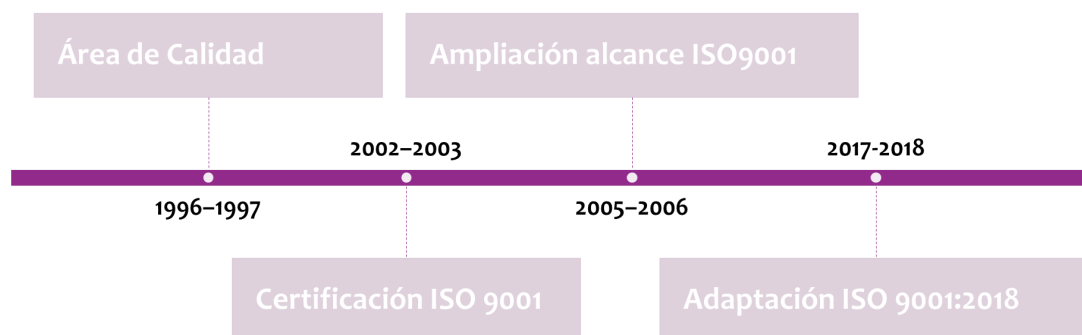 Área de Calidad
Ampliación alcance ISO9001
2002–2003
2017-2018
1996–1997
2005–2006
Certificación ISO 9001
Adaptación ISO 9001:2018